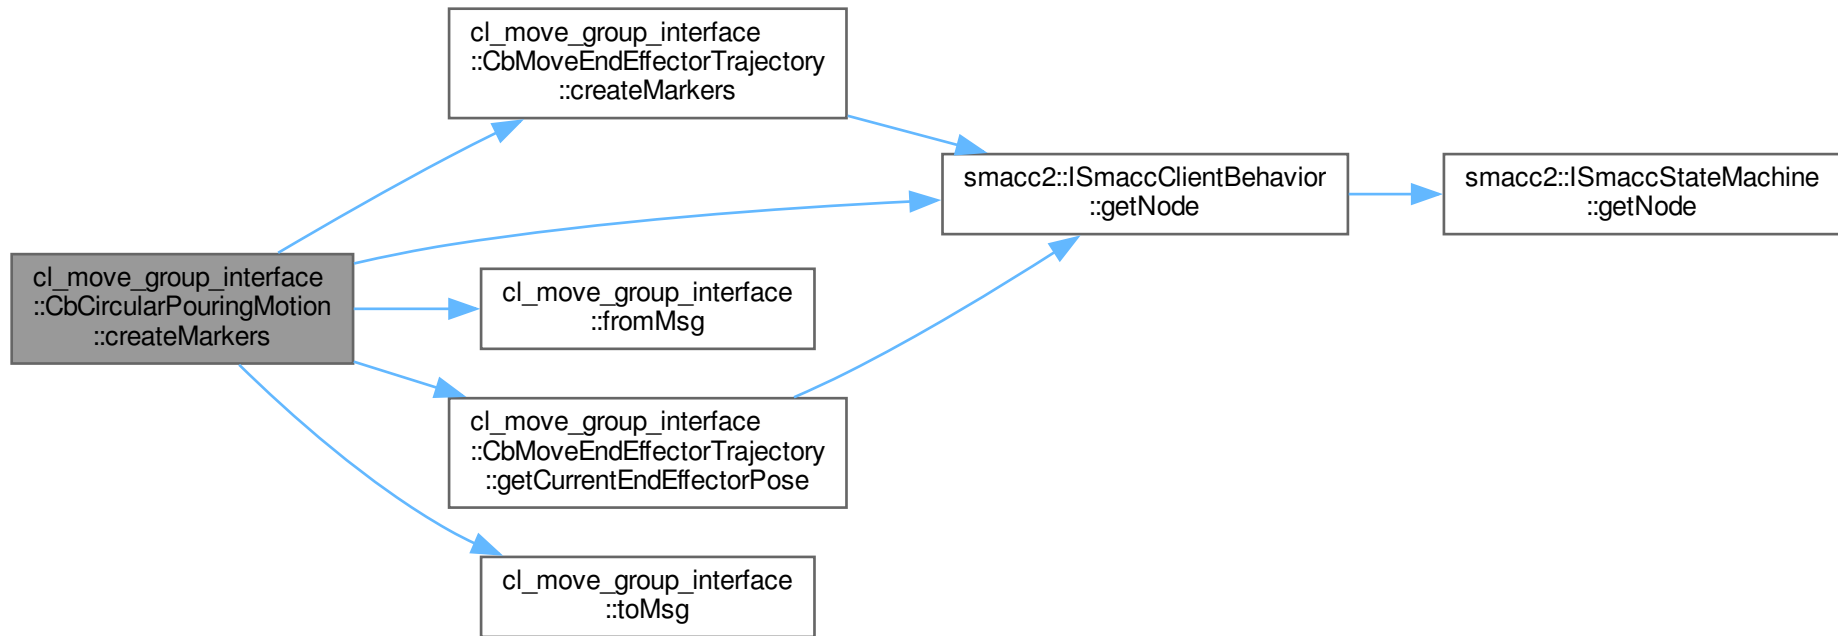 cl_move_group_interface
::CbCircularPouringMotion
::createMarkers
cl_move_group_interface
::CbMoveEndEffectorTrajectory
::createMarkers
smacc2::ISmaccClientBehavior
::getNode
smacc2::ISmaccStateMachine
::getNode
cl_move_group_interface
::fromMsg
cl_move_group_interface
::CbMoveEndEffectorTrajectory
::getCurrentEndEffectorPose
cl_move_group_interface
::toMsg